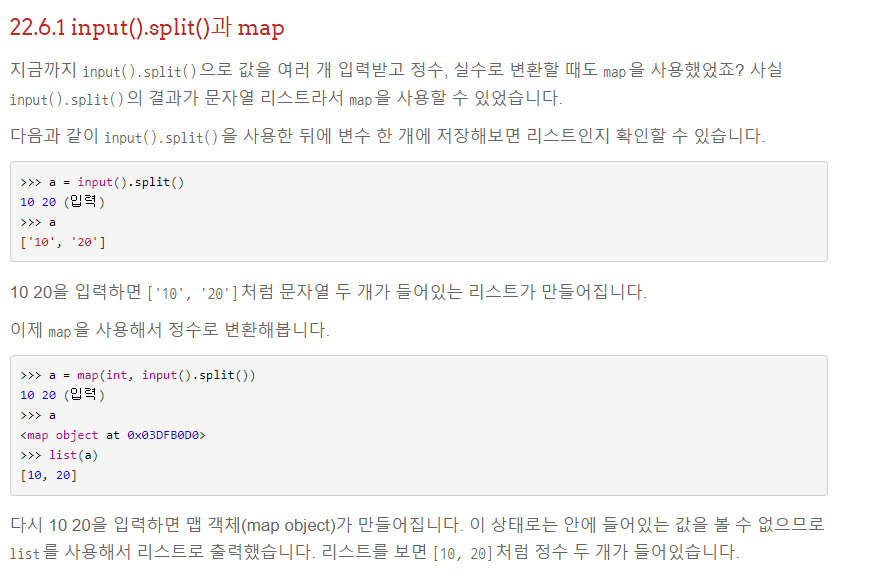 22.6.1 input().split()과 map
지금까지 input().split()으로 값을 여러 개 입력받고 정수, 실수로 변환할 때도 map을 사용했었죠? 사실
input().split()의 결과가 문자열 리스트라서 map을 사용할 수 있었습니다.
다음과 같이 input().split()을 사용한 뒤에 변수 한 개에 저장해보면 리스트인지 확인할 수 있습니다.
>>> a = input().split()
10 20 (입력)
>>> a
['10', '20']
10 20을 입력하면 ['10', '20']처럼 문자열 두 개가 들어있는 리스트가 만들어집니다.
이제 map을 사용해서 정수로 변환해봅니다.
>>> a = map(int, input().split())
10 20 (입력)
>>> a
<map object at 0x03DFB0D0>
>>> list(a)
[10, 20]
다시 10 20을 입력하면 맵 객체(map object)가 만들어집니다. 이 상태로는 안에 들어있는 값을 볼 수 없으므로
list를 사용해서 리스트로 출력했습니다. 리스트를 보면 [10, 20]처럼 정수 두 개가 들어있습니다.